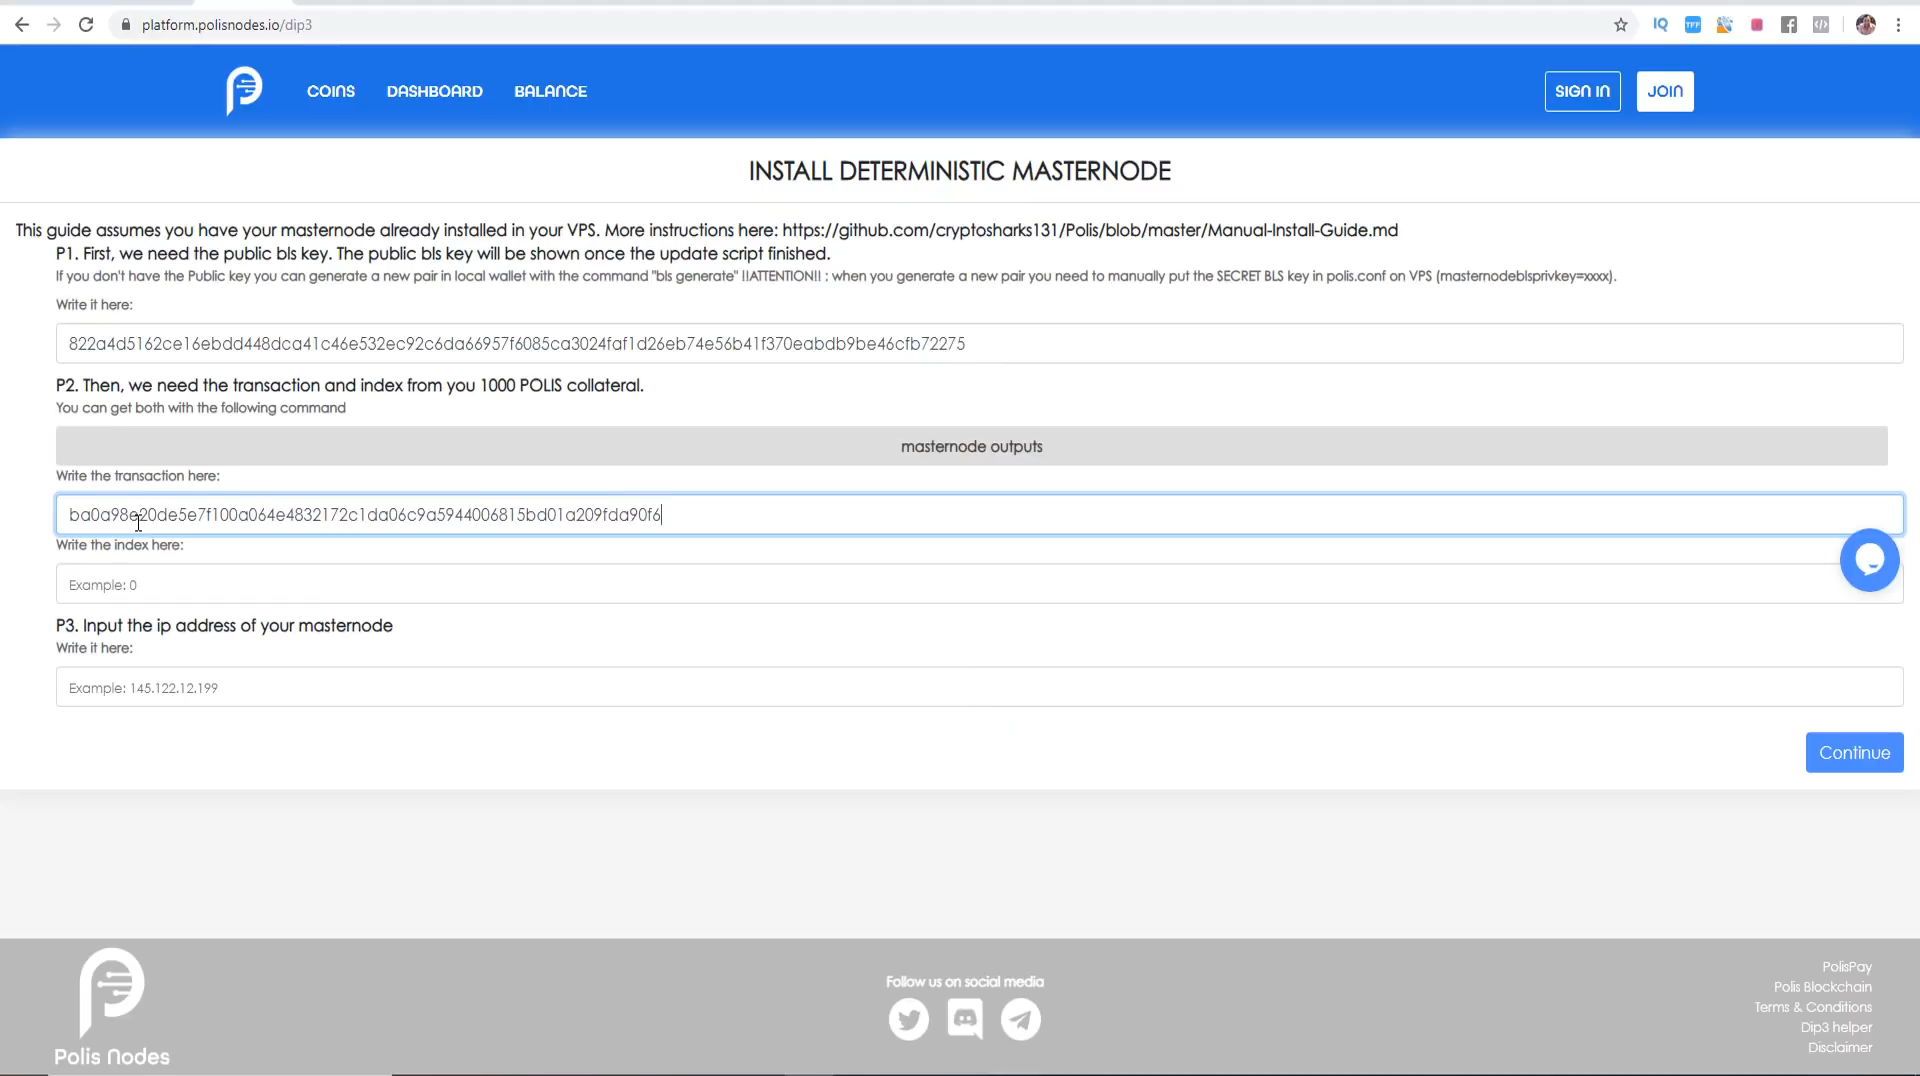 platform.polisnodes.io/dip3
IQ
TFF
COINS DASHBOARD BALANCE
SIGN IN JOIN
INSTALL DETERMINISTIC MASTERNODE
This guide assumes you have your masternode already installed in your VPS. More instructions here: https://github.com/cryptosharks131/Polis/blob/master/Manual-Install-Guide.md
P1. First, we need the public bls key. The public bls key will be shown once the update script finished.
If you don't have the Public key you can generate a new pair in local wallet with the command "bls generate" !!ATTENTION!! : when you generate a new pair you need to manually put the SECRET BLS key in polis.conf on VPS (masternodeblsprivkey=xxxx).
Write it here:
822a4d5162ce16ebdd448dca41c46e532ec92c6da66957f6085ca3024faf1d26eb74e56b41f370eabdb9be46cfb72275
P2. Then, we need the transaction and index from you 1000 POLIS collateral.
You can get both with the following command
masternode outputs
Write the transaction here:
ba0a98e20de5e7f100a064e4832172c1da06c9a5944006815bd01a209fda90f6
Write the index here:
Example: 0
P3. Input the ip address of your masternode
Write it here:
Example: 145.122.12.199
Continue
Polis Nodes
Follow us on social media
PolisPay
Polis Blockchain
Terms & Conditions
Dip3 helper
Disclaimer